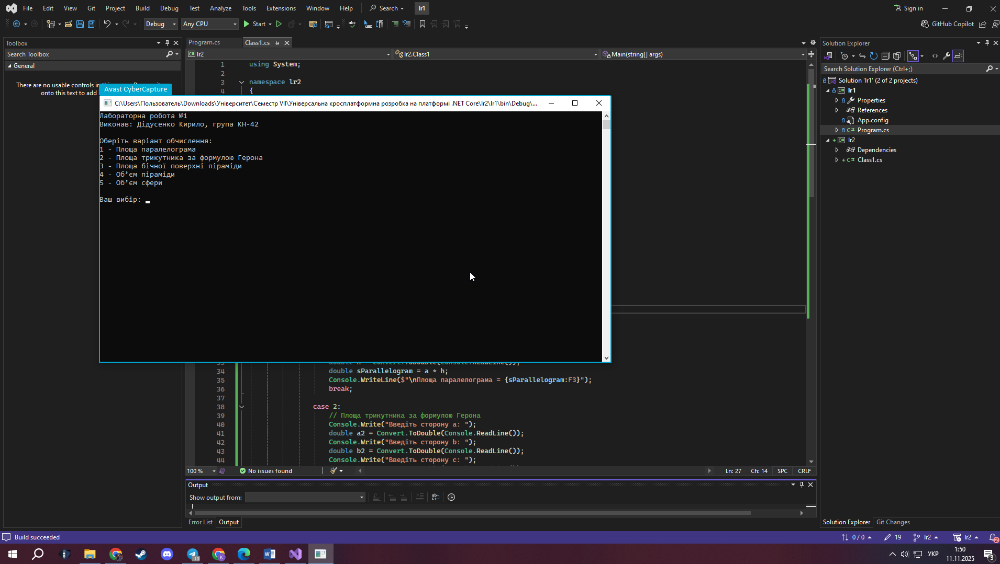 File Edit View Git Project Build Debug Test Analyze Tools Extensions Window Help Search lr1 Sign in
Debug Any CPU Start GitHub Copilot
Toolbox
Search Toolbox
General
There are no usable controls in
onto this text to add
Program.cs Class1.cs
lr2 lr2.Class1 Main(string[] args)
1 using System;
2
3 namespace lr2
4 {
Avast CyberCapture
C:\Users\Пользователь\Downloads\Університет\Семестр VII\Універсальна кросплатформна розробка на платформі .NET Core\lr2\lr1\bin\Debug\...
Лабораторна робота №1
Виконав: Дідусенко Кирило, група КН-42
Оберіть варіант обчислення:
1 - Площа паралелограма
2 - Площа трикутника за формулою Герона
3 - Площа бічної поверхні піраміди
4 - Об’єм піраміди
5 - Об’єм сфери
Ваш вибір:
34 double sParallelogram = a * h;
35 Console.WriteLine($"\nПлоща паралелограма = {sParallelogram:F3}");
36 break;
37
38 case 2:
39 // Площа трикутника за формулою Герона
40 Console.Write("Введіть сторону a: ");
41 double a2 = Convert.ToDouble(Console.ReadLine());
42 Console.Write("Введіть сторону b: ");
43 double b2 = Convert.ToDouble(Console.ReadLine());
44 Console.Write("Введіть сторону c: ");
100 % No issues found Ln: 27 Ch: 14 SPC CRLF
Output
Show output from:
Error List Output
Solution Explorer
Search Solution Explorer (Ctrl+;)
Solution 'lr1' (2 of 2 projects)
lr1
Properties
References
App.config
C# Program.cs
lr2
Dependencies
C# Class1.cs
Solution Explorer Git Changes
Build succeeded 0 / 0 19 lr2 lr2 2
10 K УКР 1:50
11.11.2025 3